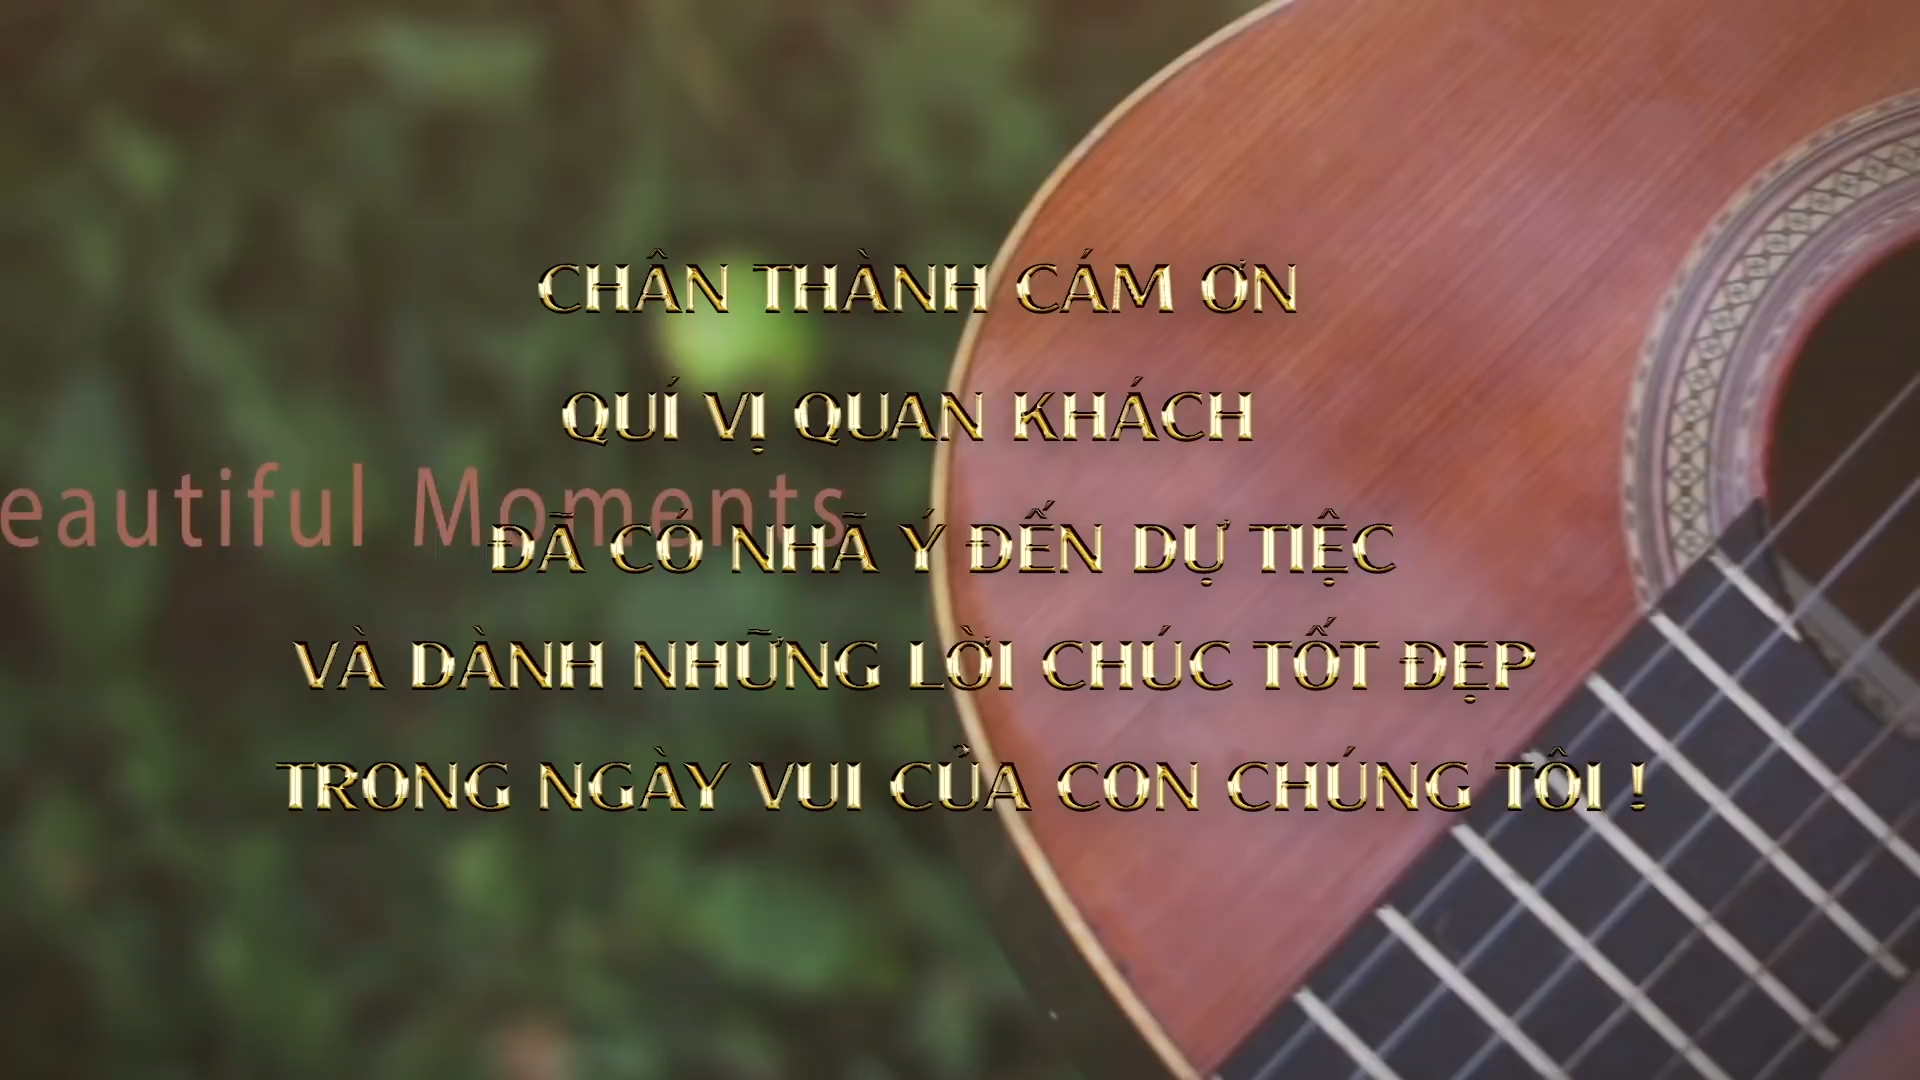 CHÂN THÀNH CÁM ƠN
QUÍ VỊ QUAN KHÁCH
eautiful Moments
ĐÃ CÓ NHÃ Ý ĐẾN DỰ TIỆC
VÀ DÀNH NHỮNG LỜI CHÚC TỐT ĐẸP
TRONG NGÀY VUI CỦA CON CHÚNG TÔI !